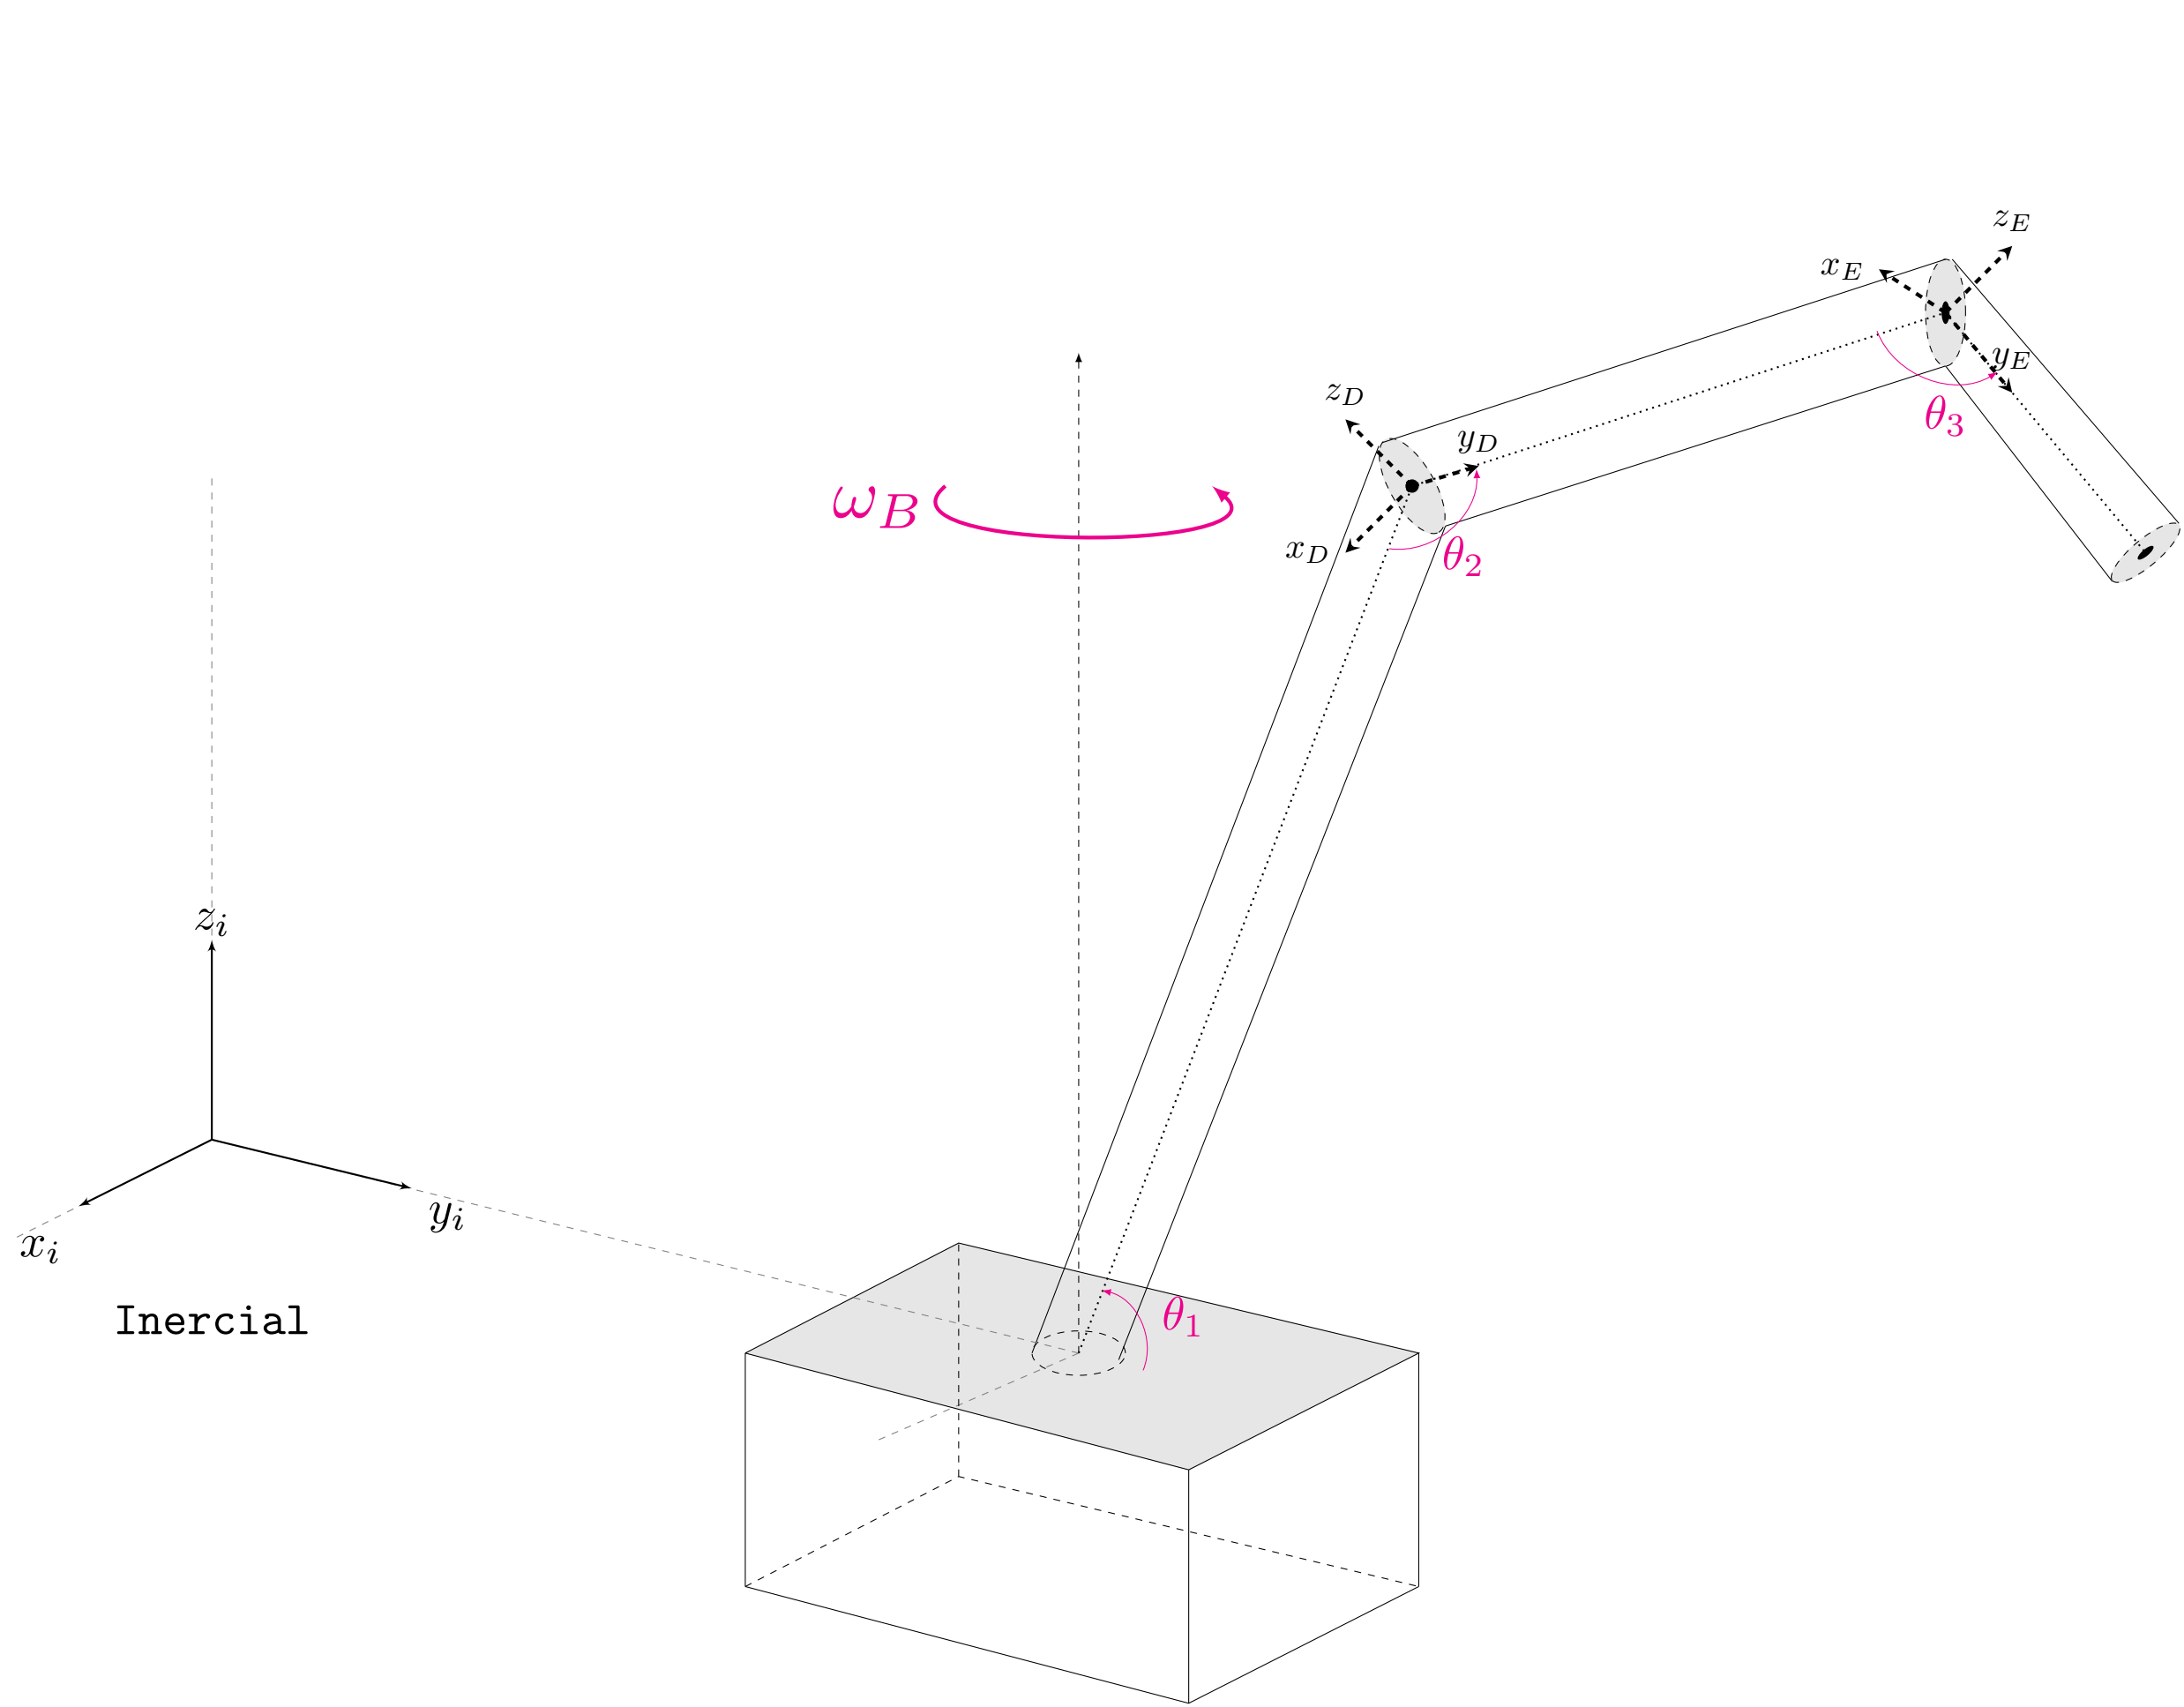 z_E
x_E
y_E
z_D
θ_3
y_D
ω_B
x_D
θ_2
z_i
y_i
x_i
θ_1
Inercial